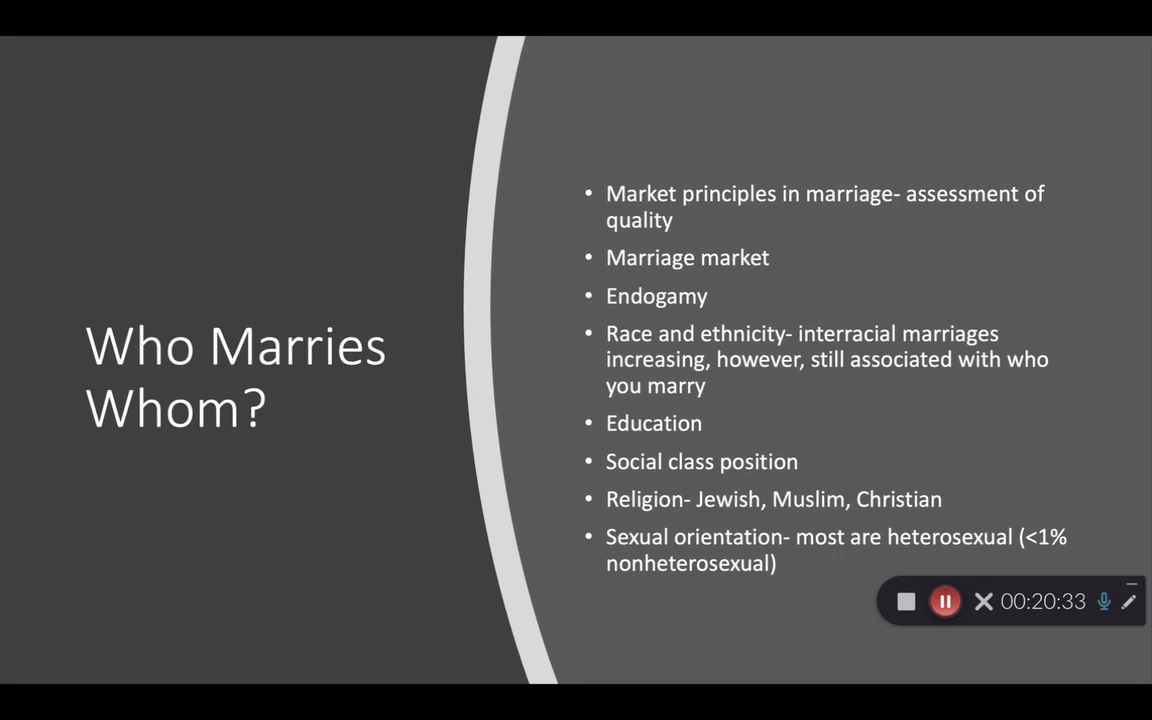 Who Marries
Whom?
• Market principles in marriage- assessment of
quality
• Marriage market
• Endogamy
• Race and ethnicity- interracial marriages
increasing, however, still associated with who
you marry
• Education
• Social class position
• Religion- Jewish, Muslim, Christian
• Sexual orientation- most are heterosexual (<1%
nonheterosexual)
00:20:33